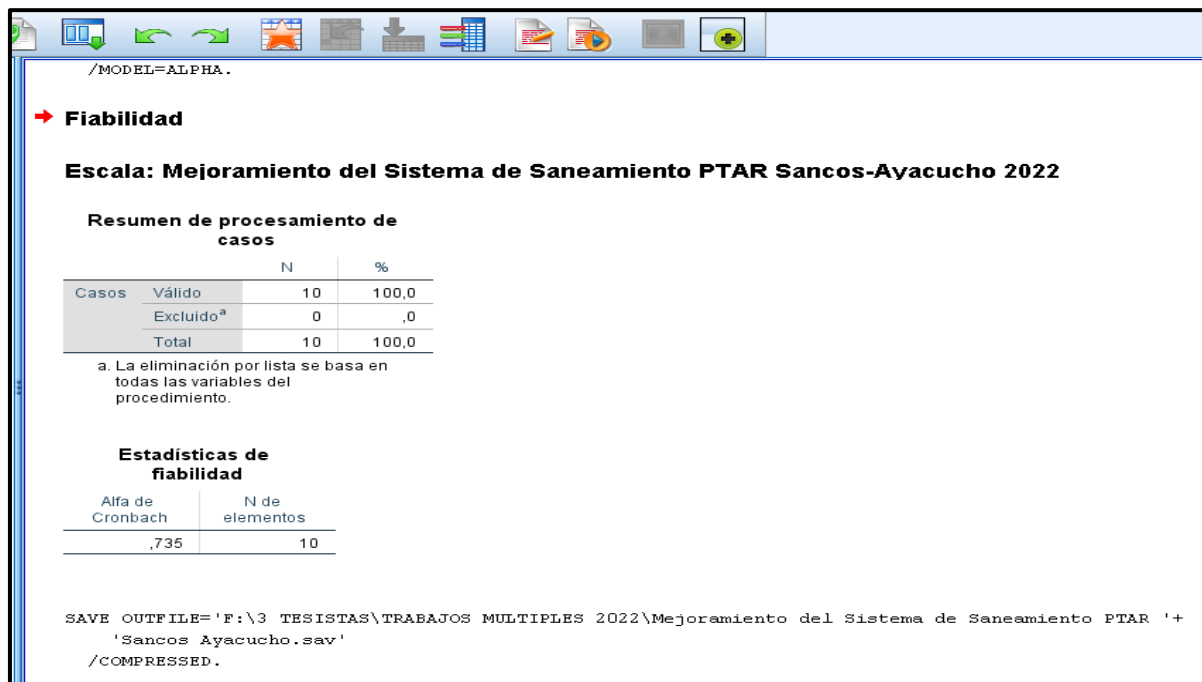 /MODEL=ALPHA.
Fiabilidad
Escala: Mejoramiento del Sistema de Saneamiento PTAR Sancos-Ayacucho 2022
Resumen de procesamiento de
casos
N %
Casos Válido 10 100,0
Excluidoª 0 ,0
Total 10 100,0
a. La eliminación por lista se basa en
todas las variables del
procedimiento.
Estadísticas de
fiabilidad
Alfa de N de
Cronbach elementos
,735 10
SAVE OUTFILE='F:\3 TESISTAS\TRABAJOS MULTIPLES 2022\Mejoramiento del Sistema de Saneamiento PTAR '+
'Sancos Ayacucho.sav'
/COMPRESSED.